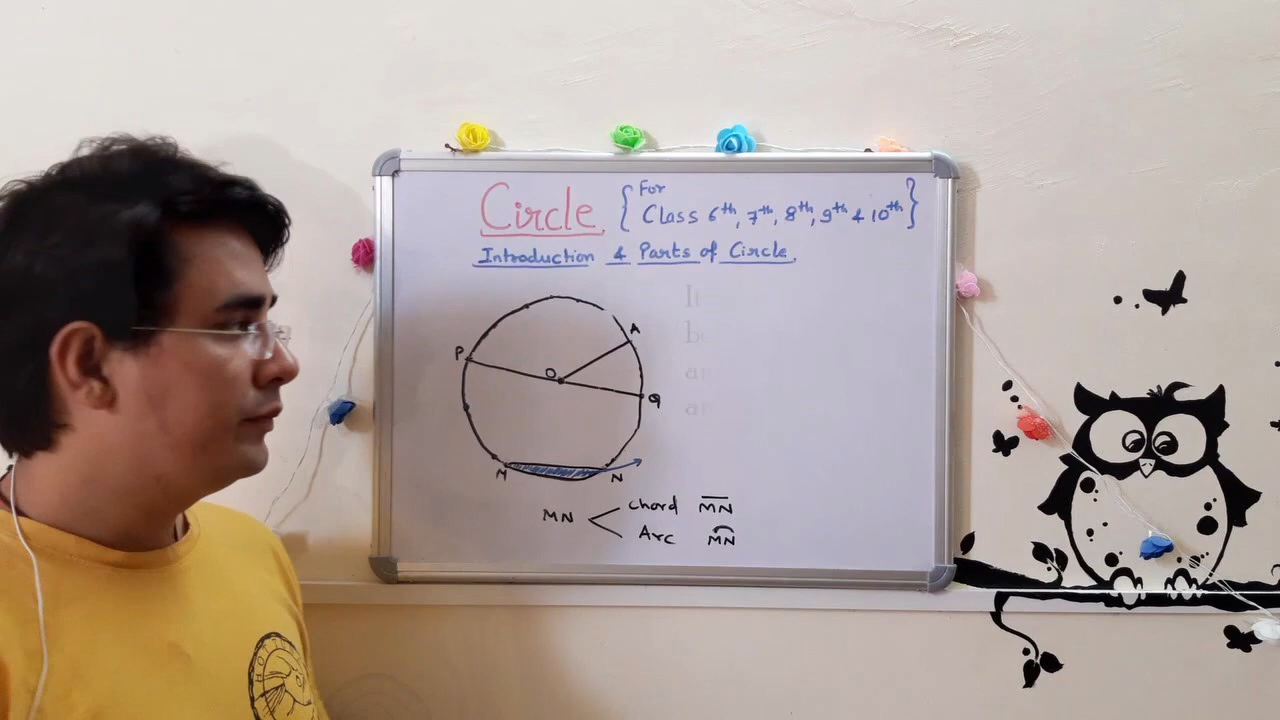 Circle { For
Class 6th, 7th, 8th, 9th & 10th }
Introduction & Parts of Circle.
A
P
O
Q
M
N
MN < chord MN
Arc MN